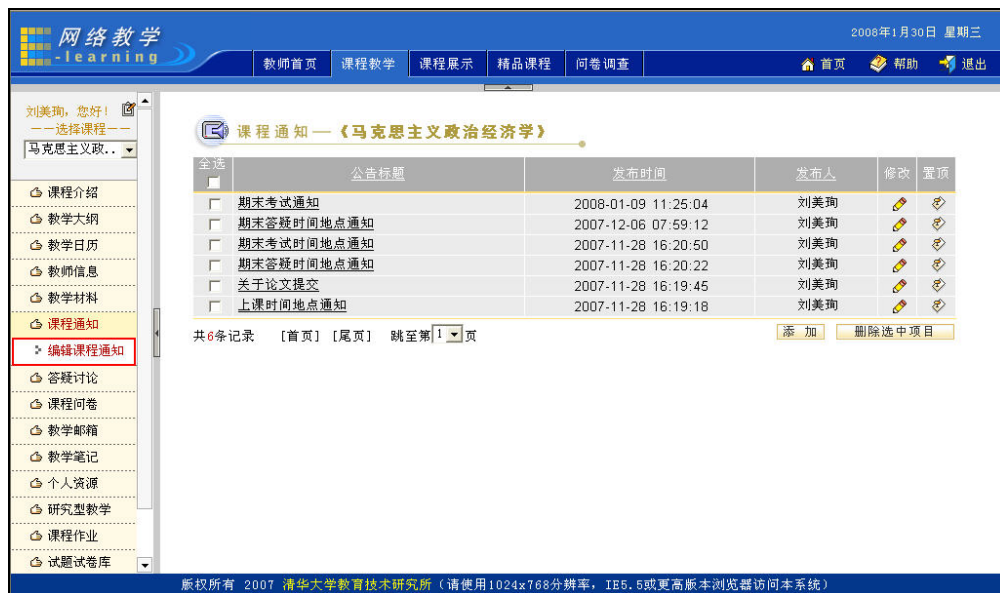 网络教学
-learning
2008年1月30日 星期三
教师首页 课程教学 课程展示 精品课程 问卷调查 首页 帮助 退出
刘美珣，您好！
——选择课程——
马克思主义政..
课程介绍
教学大纲
教学日历
教师信息
教学材料
课程通知
编辑课程通知
答疑讨论
课程问卷
教学邮箱
教学笔记
个人资源
研究型教学
课程作业
试题试卷库
课程通知—《马克思主义政治经济学》
全选 公告标题 发布时间 发布人 修改 置顶
期末考试通知 2008-01-09 11:25:04 刘美珣
期末答疑时间地点通知 2007-12-06 07:59:12 刘美珣
期末考试时间地点通知 2007-11-28 16:20:50 刘美珣
期末答疑时间地点通知 2007-11-28 16:20:22 刘美珣
关于论文提交 2007-11-28 16:19:45 刘美珣
上课时间地点通知 2007-11-28 16:19:18 刘美珣
共6条记录 [首页] [尾页] 跳至第1页 添 加 删除选中项目
版权所有 2007 清华大学教育技术研究所（请使用1024x768分辨率，IE5.5或更高版本浏览器访问本系统）